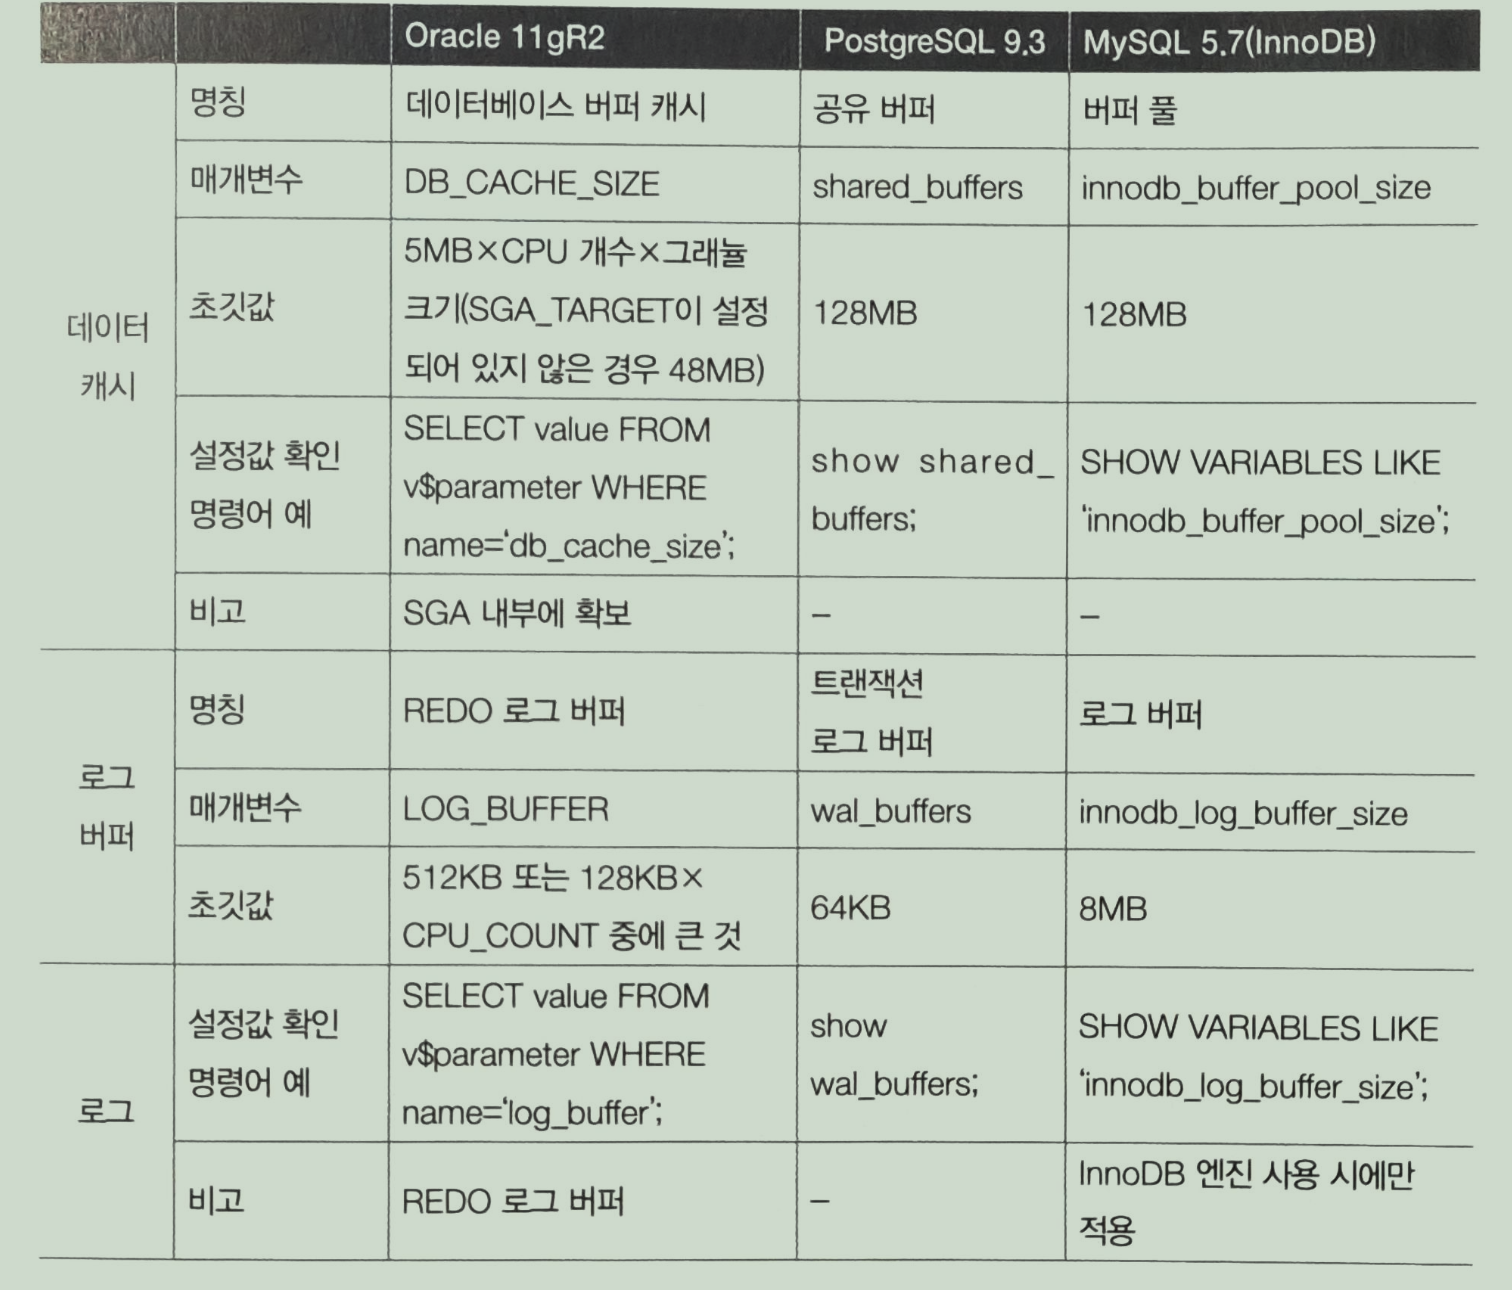 Oracle 11gR2
PostgreSQL 9.3
MySQL 5.7(InnoDB)
데이터
캐시
명칭
데이터베이스 버퍼 캐시
공유 버퍼
버퍼 풀
매개변수
DB_CACHE_SIZE
shared_buffers
innodb_buffer_pool_size
초깃값
5MB×CPU 개수×그래뉼
크기(SGA_TARGET이 설정
되어 있지 않은 경우 48MB)
128MB
128MB
설정값 확인
명령어 예
SELECT value FROM
v$parameter WHERE
name=‘db_cache_size’;
show shared_
buffers;
SHOW VARIABLES LIKE
‘innodb_buffer_pool_size’;
비고
SGA 내부에 확보
–
–
로그
버퍼
명칭
REDO 로그 버퍼
트랜잭션
로그 버퍼
로그 버퍼
매개변수
LOG_BUFFER
wal_buffers
innodb_log_buffer_size
초깃값
512KB 또는 128KB×
CPU_COUNT 중에 큰 것
64KB
8MB
로그
설정값 확인
명령어 예
SELECT value FROM
v$parameter WHERE
name=‘log_buffer’;
show
wal_buffers;
SHOW VARIABLES LIKE
‘innodb_log_buffer_size’;
비고
REDO 로그 버퍼
–
InnoDB 엔진 사용 시에만
적용